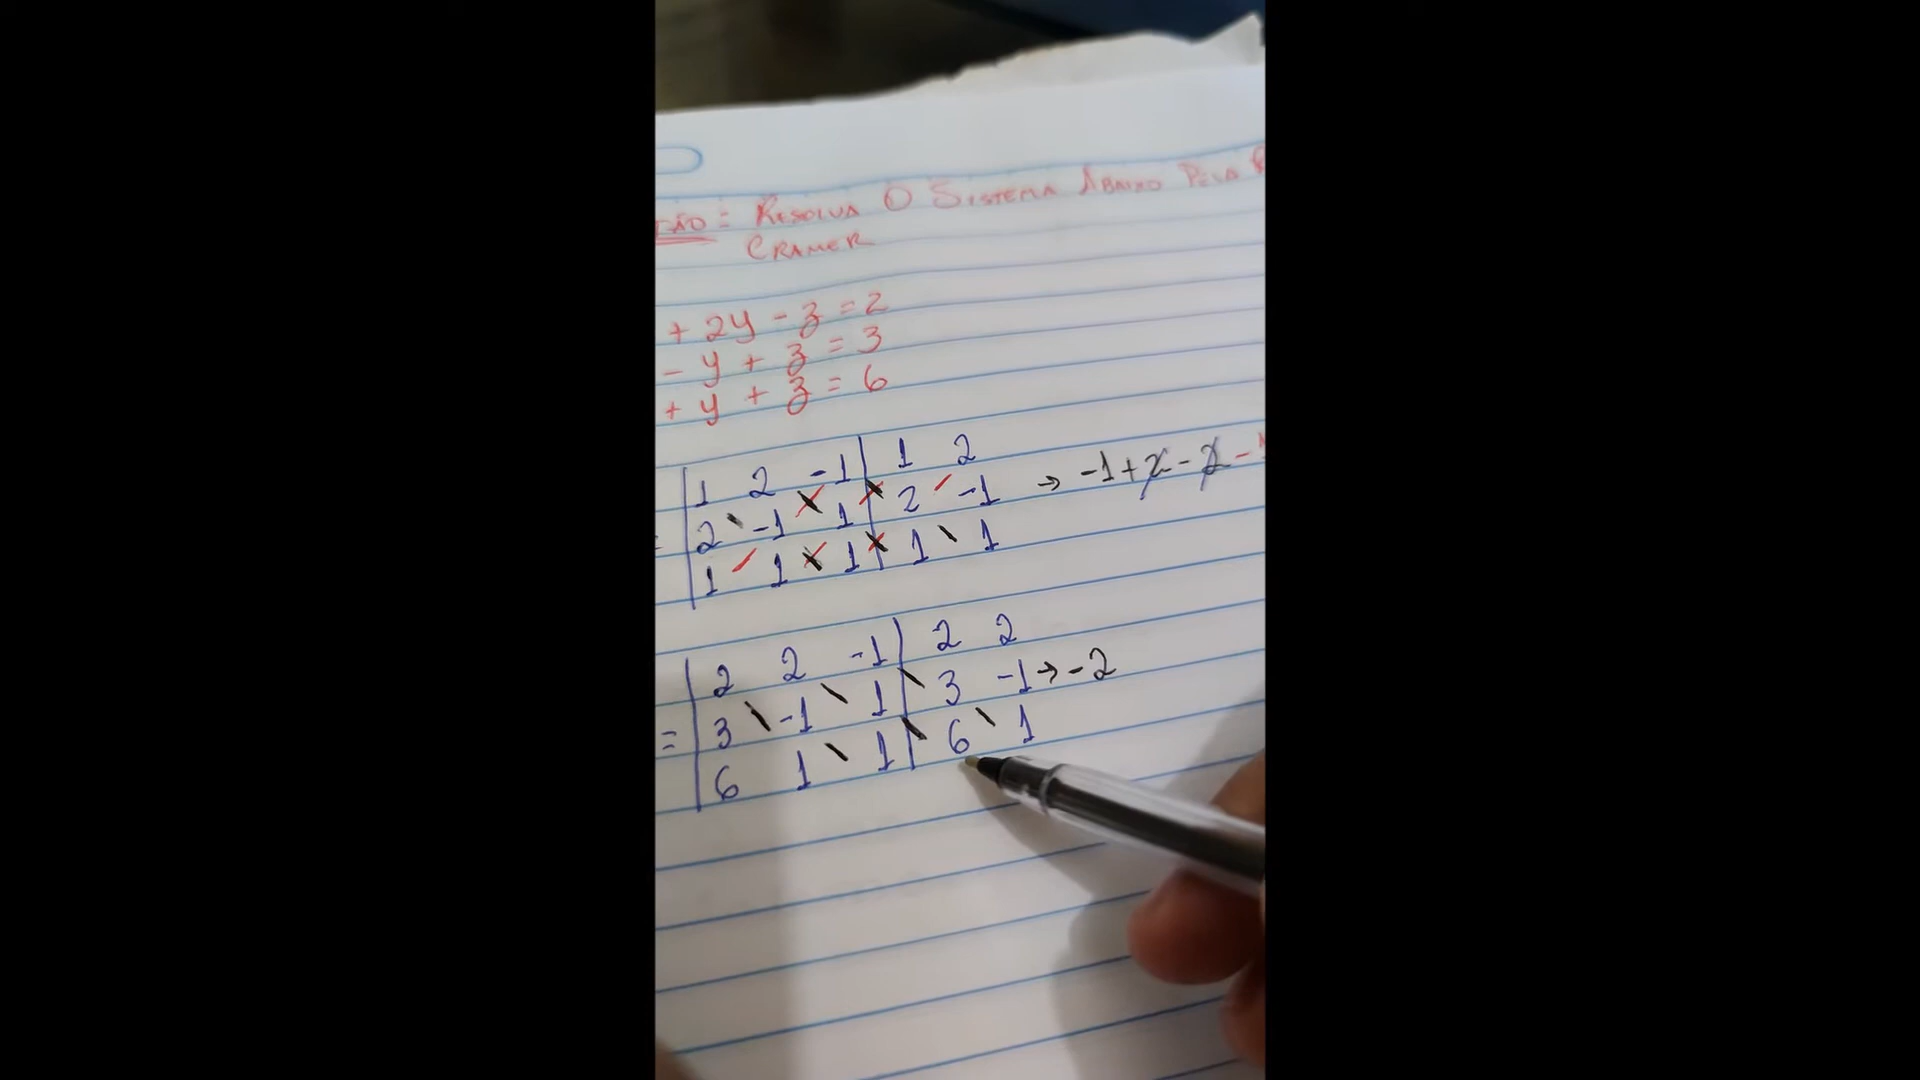 RESOLVA O SISTEMA ABAIXO PELA
CRAMER
+ 2y - z = 2
- y + z = 3
+ y + z = 6
1 2 -1 | 1 2
2 -1 1 | 2 -1 → -1+2-2-
1 1 1 | 1 1
2 2 -1 | 2 2
= 3 -1 1 | 3 -1 → -2
6 1 1 | 6 1